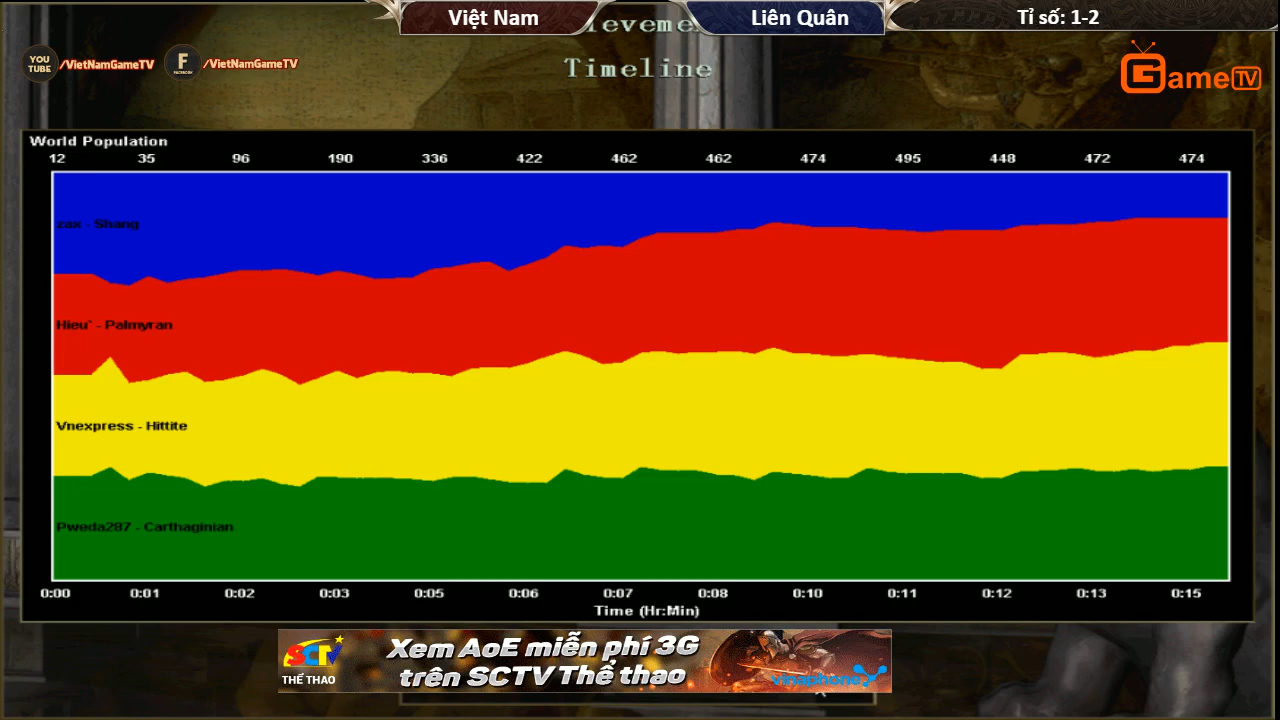 Việt Nam
Liên Quân
Tỉ số: 1-2
Timeline
YOU TUBE /VietNamGameTV
F FACEBOOK /VietNamGameTV
GameTV
World Population
12 35 96 190 336 422 462 462 474 495 448 472 474
zax - Shang
Hieu` - Palmyran
Vnexpress - Hittite
Pweda287 - Carthaginian
0:00 0:01 0:02 0:03 0:05 0:06 0:07 0:08 0:10 0:11 0:12 0:13 0:15
Time (Hr:Min)
SCTV
THỂ THAO
Xem AoE miễn phí 3G
trên SCTV Thể thao
vinaphone